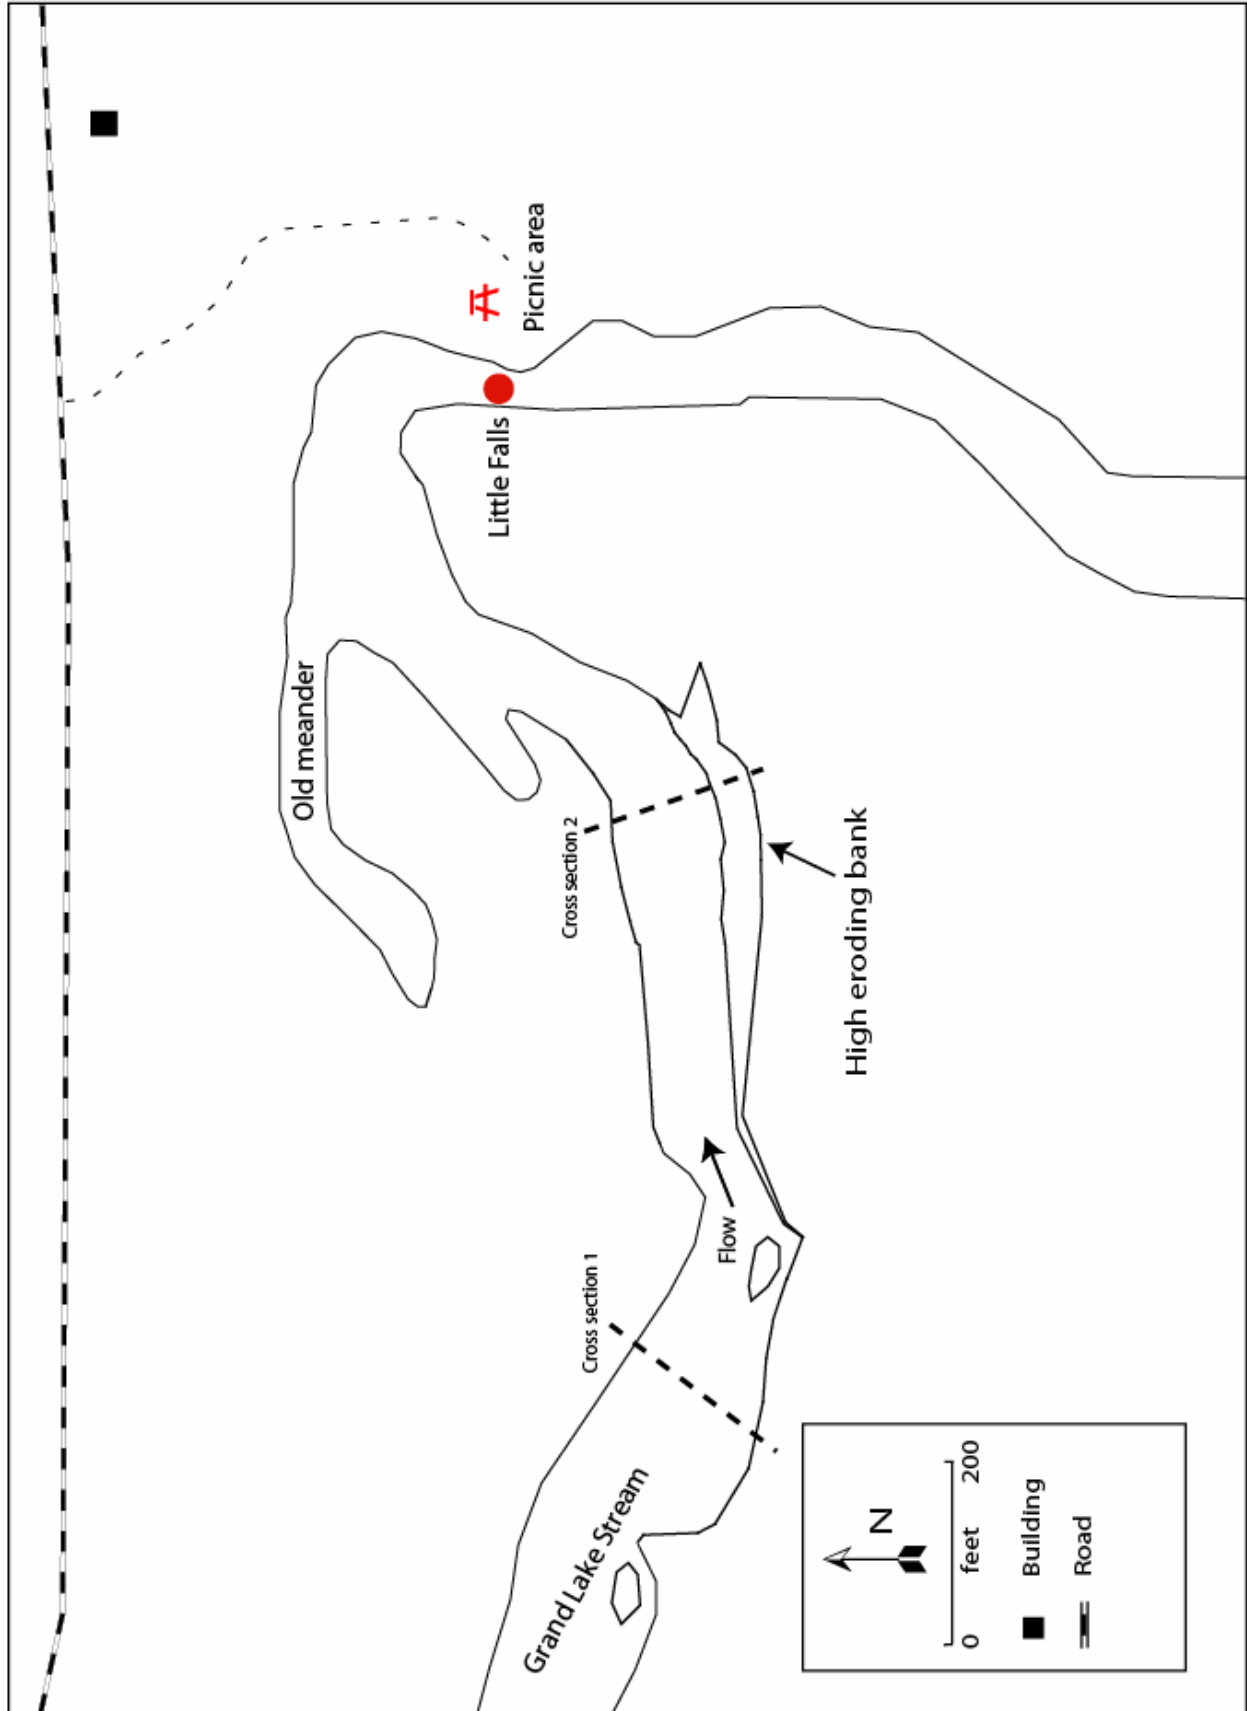 Old meander
Picnic area
Little Falls
Cross section 2
High eroding bank
Flow
Cross section 1
Grand Lake Stream
N
0 feet 200
Building
Road